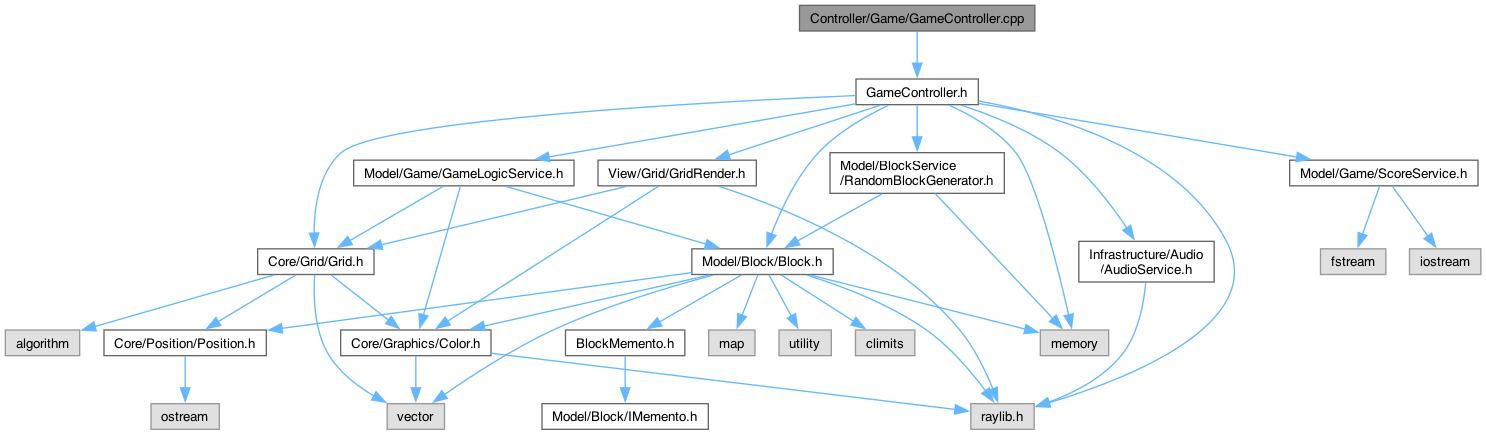 Controller/Game/GameController.cpp
GameController.h
Model/Game/GameLogicService.h
View/Grid/GridRender.h
Model/BlockService
/RandomBlockGenerator.h
Model/Game/ScoreService.h
Core/Grid/Grid.h
Model/Block/Block.h
Infrastructure/Audio
/AudioService.h
fstream
iostream
algorithm
Core/Position/Position.h
Core/Graphics/Color.h
BlockMemento.h
map
utility
climits
memory
ostream
vector
Model/Block/IMemento.h
raylib.h